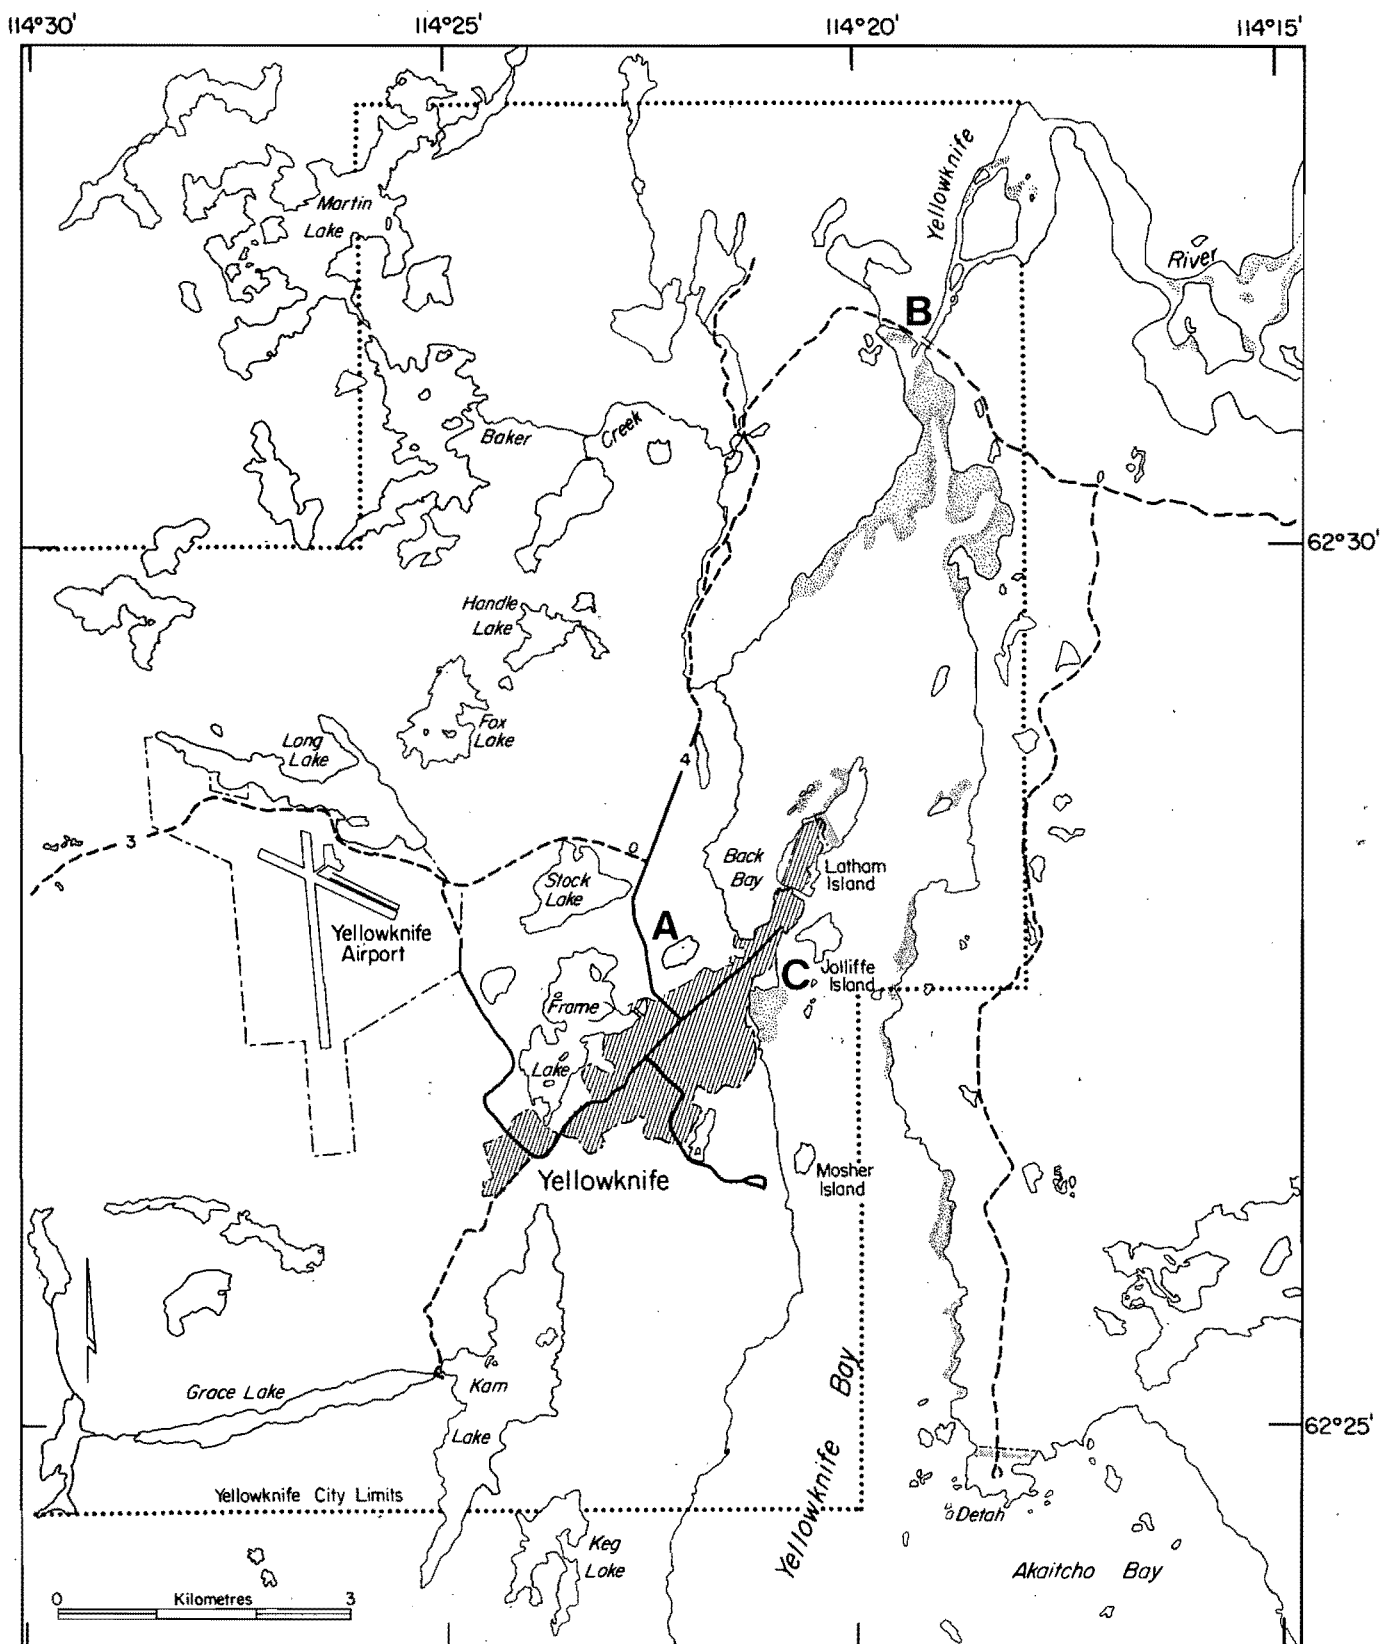 114°30' 114°25' 114°20' 114°15'
Yellowknife
Martin
Lake
River
B
Baker
Creek
62°30'
Handle
Lake
Fox
Lake
Long
Lake
4
3
Back
Bay
Latham
Island
Stock
Lake
A
Yellowknife
Airport
C
Jolliffe
Island
Frame
Lake
Yellowknife
Mosher
Island
Grace Lake
Kam
Lake
Yellowknife
Bay
62°25'
Yellowknife City Limits
Keg
Lake
Detah
Akaitcho Bay
0 Kilometres 3